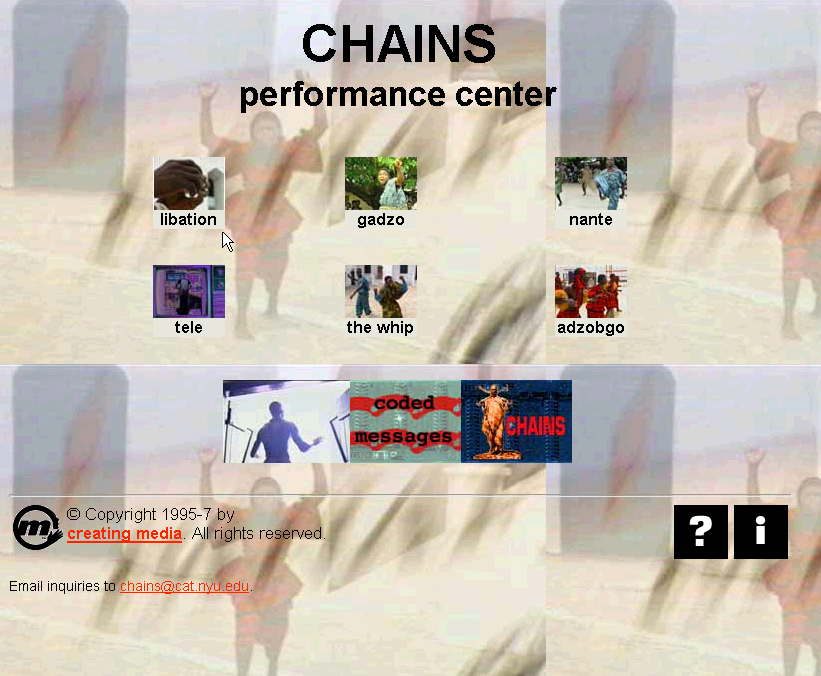 CHAINS
performance center
libation
gadzo
nante
tele
the whip
adzobgo
coded
messages
CHAINS
m
© Copyright 1995-7 by
creating media. All rights reserved.
? i
Email inquiries to chains@cat.nyu.edu.